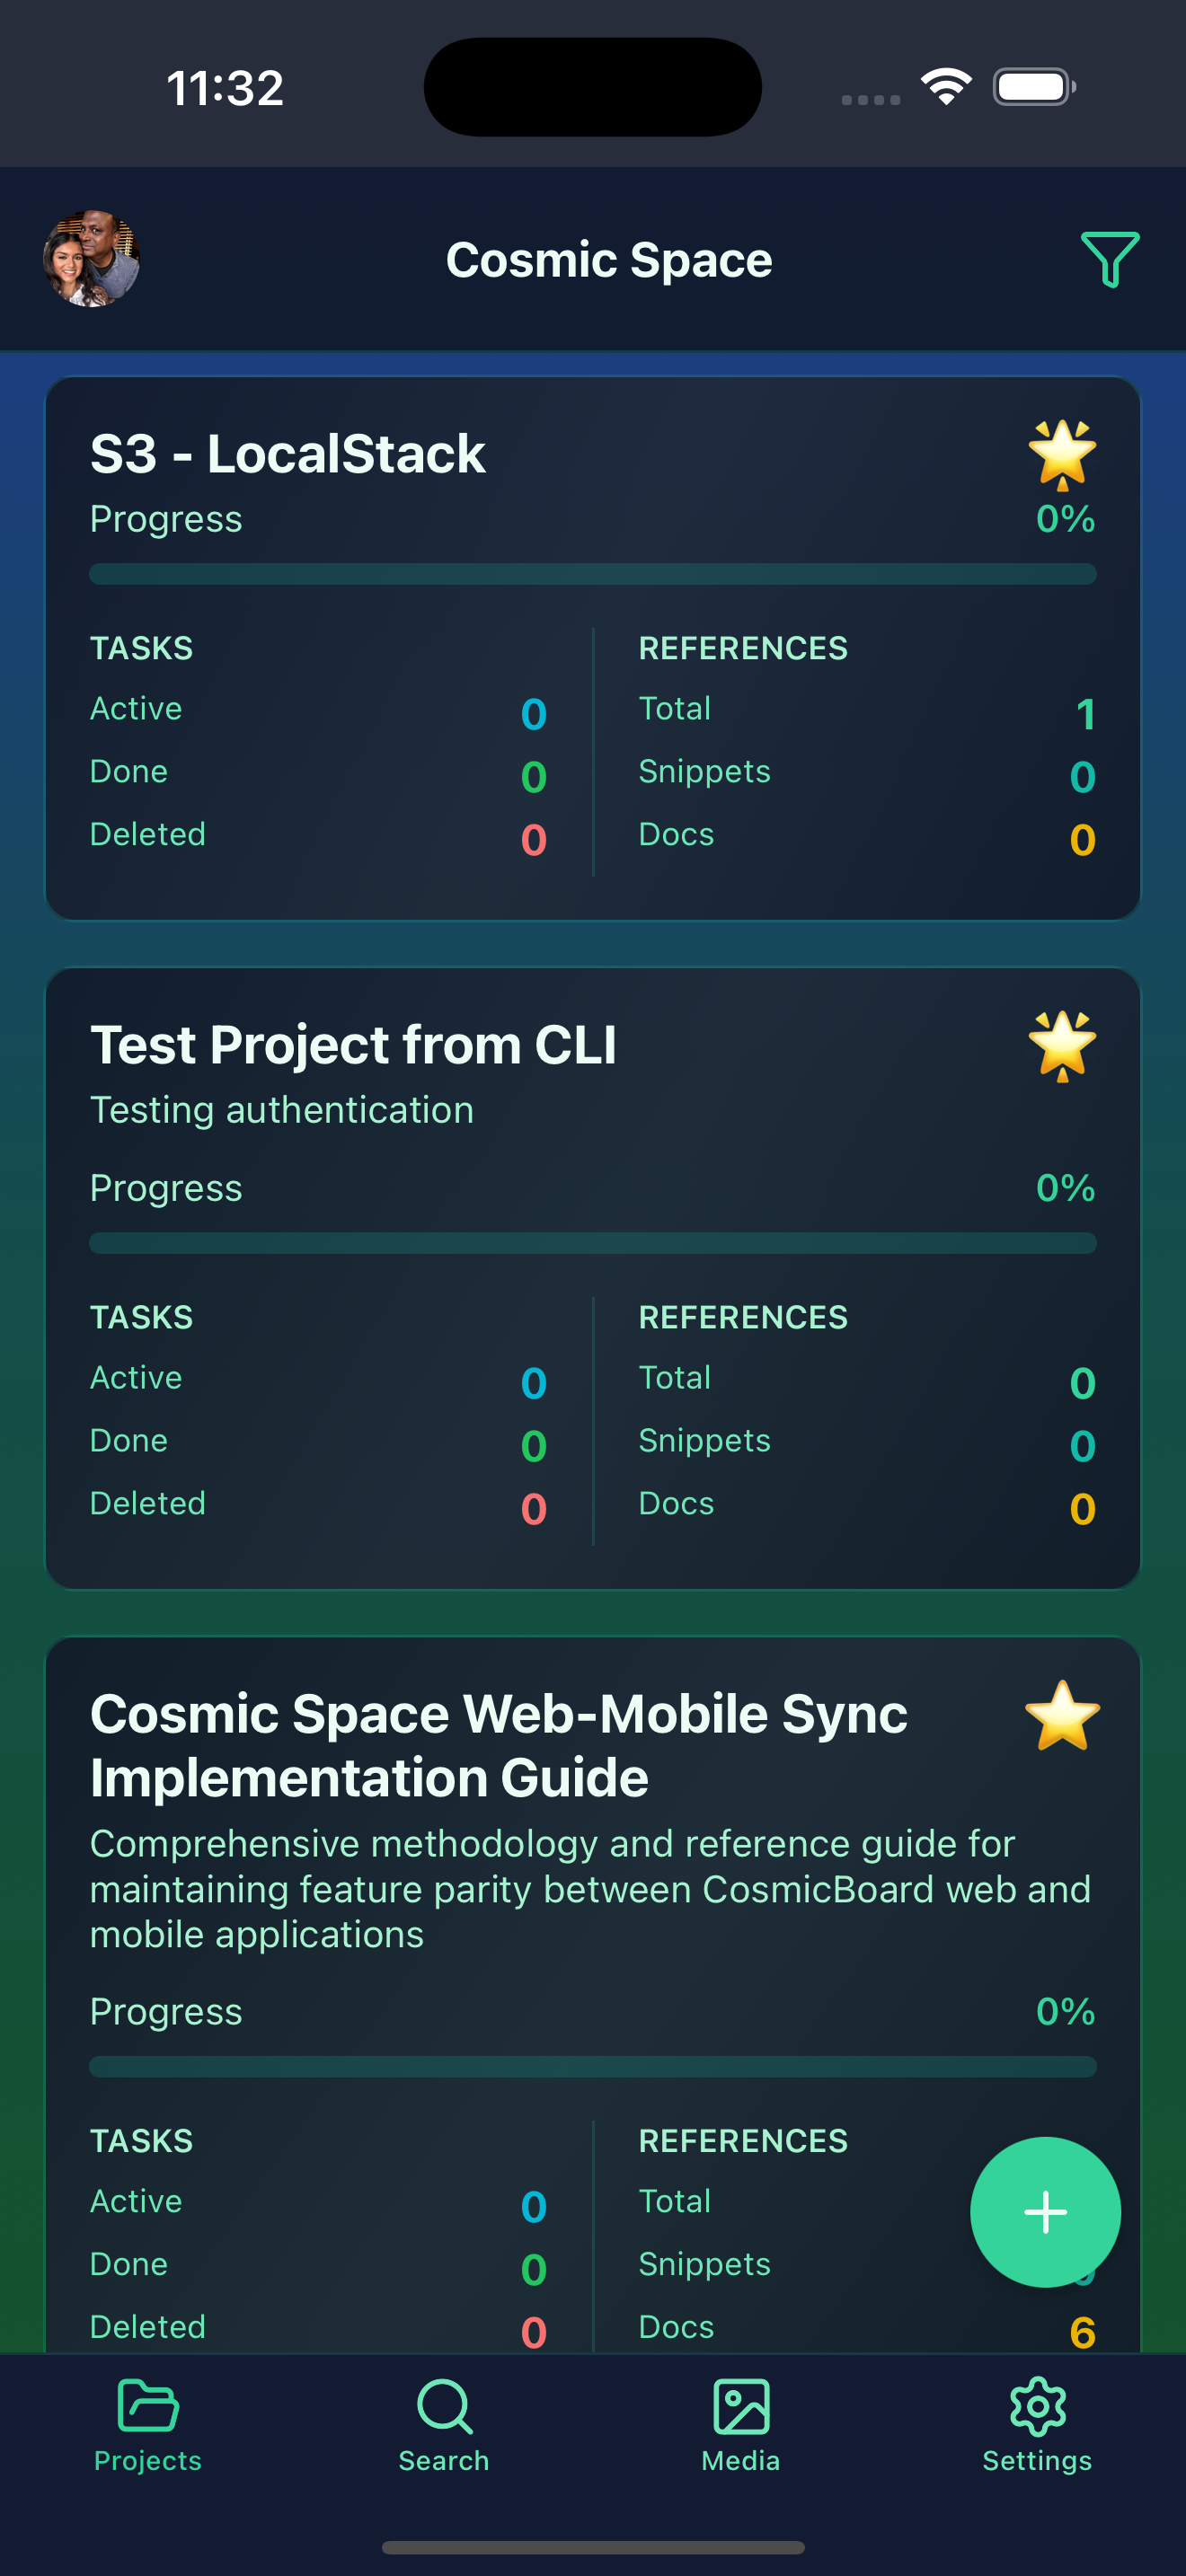 11:32
Cosmic Space
S3 - LocalStack
Progress 0%
TASKS REFERENCES
Active 0 Total 1
Done 0 Snippets 0
Deleted 0 Docs 0
Test Project from CLI
Testing authentication
Progress 0%
TASKS REFERENCES
Active 0 Total 0
Done 0 Snippets 0
Deleted 0 Docs 0
Cosmic Space Web-Mobile Sync
Implementation Guide
Comprehensive methodology and reference guide for
maintaining feature parity between CosmicBoard web and
mobile applications
Progress 0%
TASKS REFERENCES
Active 0 Total
Done 0 Snippets
Deleted 0 Docs 6
Projects Search Media Settings